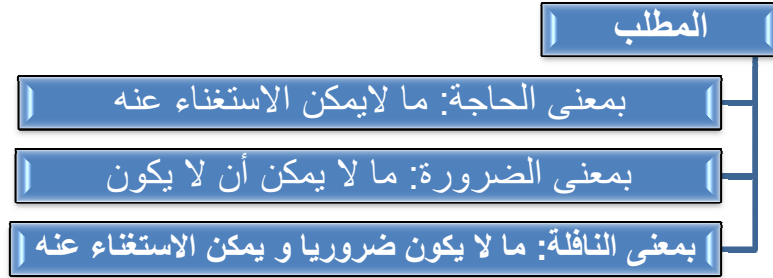 المطلب
بمعنى الحاجة: ما لايمكن الاستغناء عنه
بمعنى الضرورة: ما لا يمكن أن لا يكون
بمعنى النافلة: ما لا يكون ضروريا و يمكن الاستغناء عنه